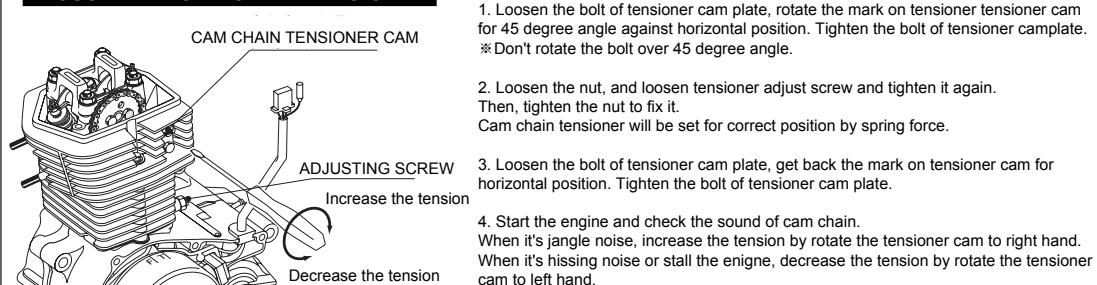 CAM CHAIN TENSIONER CAM
ADJUSTING SCREW
Increase the tension
Decrease the tension
1. Loosen the bolt of tensioner cam plate, rotate the mark on tensioner tensioner cam
for 45 degree angle against horizontal position. Tighten the bolt of tensioner camplate.
※Don't rotate the bolt over 45 degree angle.
2. Loosen the nut, and loosen tensioner adjust screw and tighten it again.
Then, tighten the nut to fix it.
Cam chain tensioner will be set for correct position by spring force.
3. Loosen the bolt of tensioner cam plate, get back the mark on tensioner cam for
horizontal position. Tighten the bolt of tensioner cam plate.
4. Start the engine and check the sound of cam chain.
When it's jangle noise, increase the tension by rotate the tensioner cam to right hand.
When it's hissing noise or stall the enigne, decrease the tension by rotate the tensioner
cam to left hand.